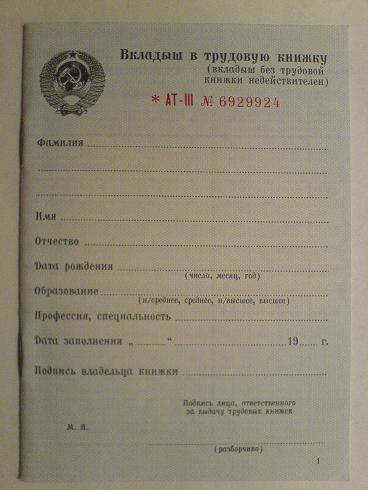 Вкладыш в трудовую книжку
(вкладыш без трудовой
книжки недействителен)
* АТ-III № 6929924
Фамилия
Имя
Отчество
Дата рождения
(число, месяц, год)
Образование
(н/среднее, среднее, н/высшее, высшее)
Профессия, специальность
Дата заполнения „ “ 19 г.
Подпись владельца книжки
Подпись лица, ответственного
за выдачу трудовых книжек
М. П.
(разборчиво)
1